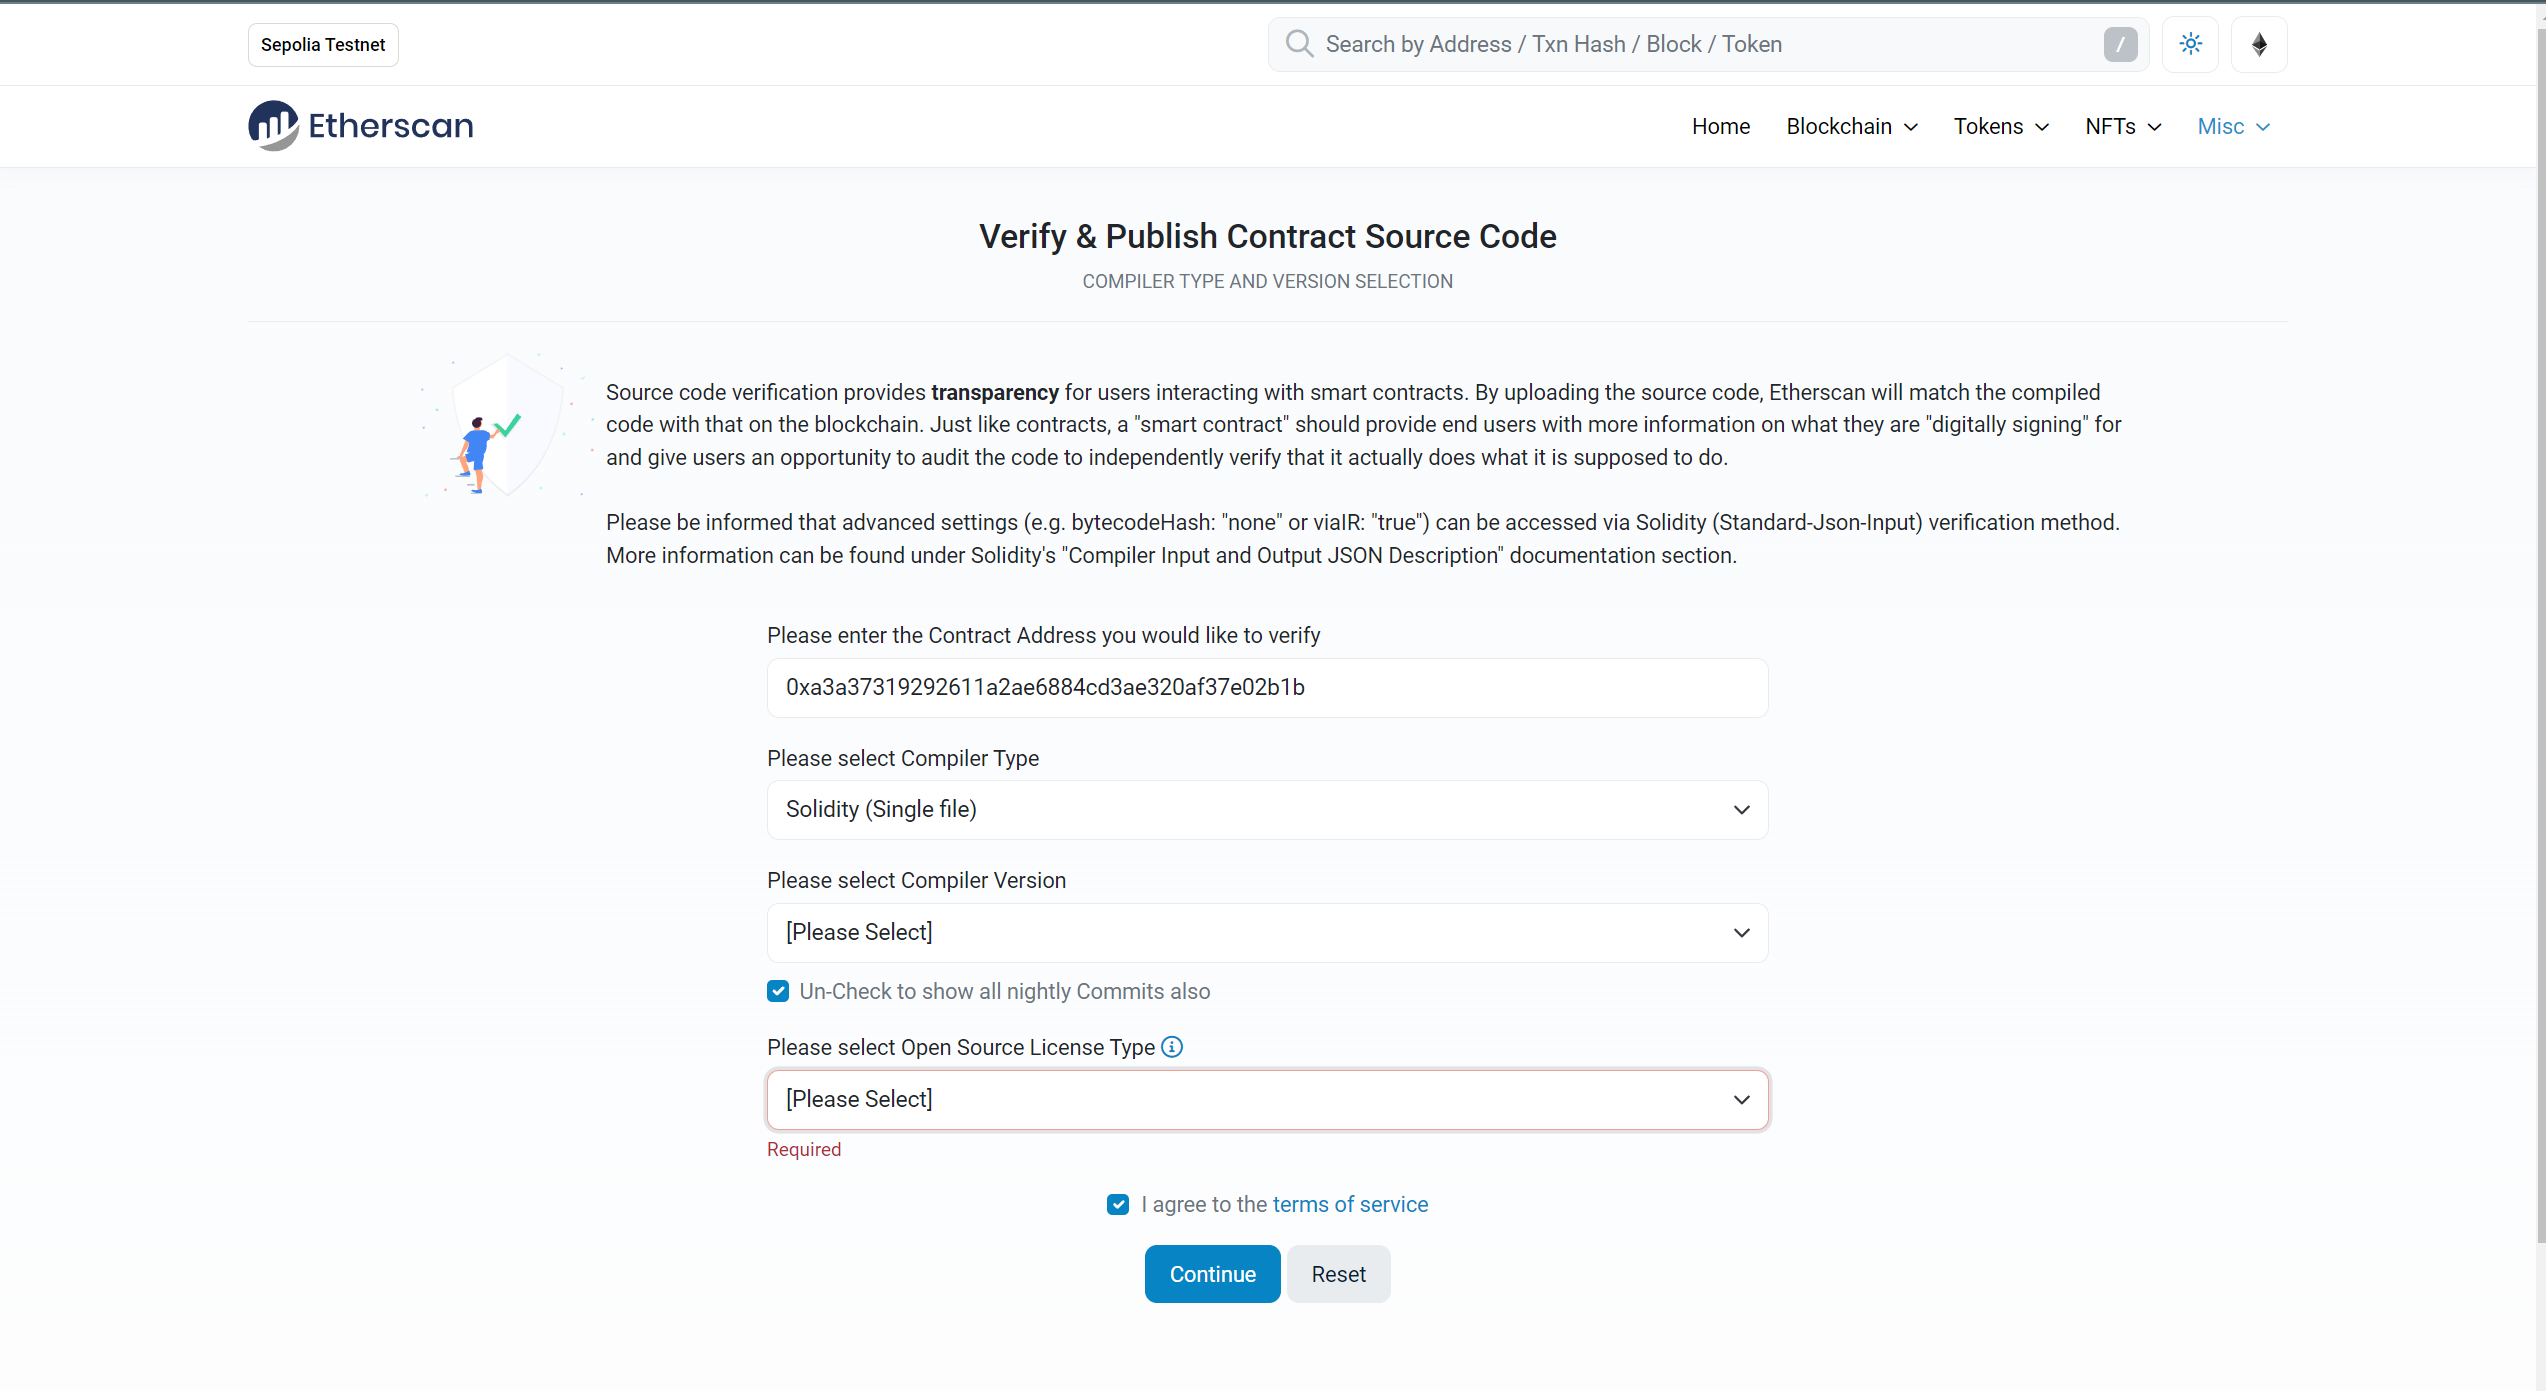 Sepolia Testnet
Search by Address / Txn Hash / Block / Token
/
Etherscan
Home
Blockchain
Tokens
NFTs
Misc
Verify & Publish Contract Source Code
COMPILER TYPE AND VERSION SELECTION
Source code verification provides transparency for users interacting with smart contracts. By uploading the source code, Etherscan will match the compiled
code with that on the blockchain. Just like contracts, a "smart contract" should provide end users with more information on what they are "digitally signing" for
and give users an opportunity to audit the code to independently verify that it actually does what it is supposed to do.
Please be informed that advanced settings (e.g. bytecodeHash: "none" or viaIR: "true") can be accessed via Solidity (Standard-Json-Input) verification method.
More information can be found under Solidity's "Compiler Input and Output JSON Description" documentation section.
Please enter the Contract Address you would like to verify
0xa3a37319292611a2ae6884cd3ae320af37e02b1b
Please select Compiler Type
Solidity (Single file)
Please select Compiler Version
[Please Select]
Un-Check to show all nightly Commits also
Please select Open Source License Type
[Please Select]
Required
I agree to the terms of service
Continue
Reset